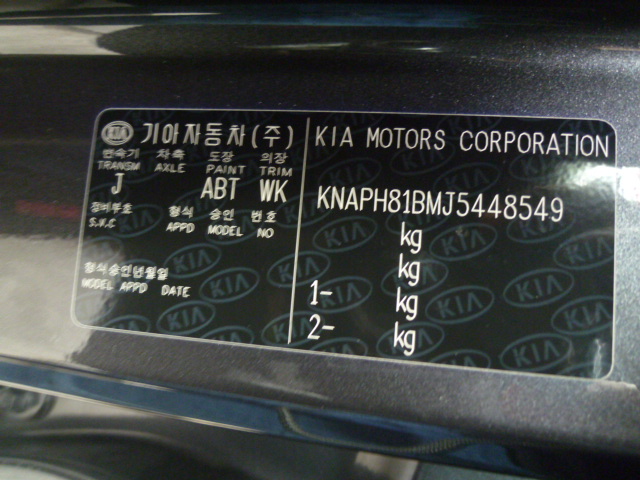 KIA 기아자동차(주)
변속기 차축 도장 의장
TRANSM AXLE PAINT TRIM
J ABT WK
정비부호 형식 승인 번호
S.V.C APPD MODEL NO
형식승인년월일
MODEL APPD DATE
KIA MOTORS CORPORATION
KNAPH81BMJ5448549
kg
kg
1- kg
2- kg